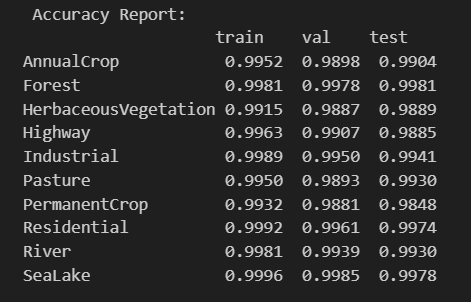 Accuracy Report:
train val test
AnnualCrop 0.9952 0.9898 0.9904
Forest 0.9981 0.9978 0.9981
HerbaceousVegetation 0.9915 0.9887 0.9889
Highway 0.9963 0.9907 0.9885
Industrial 0.9989 0.9950 0.9941
Pasture 0.9950 0.9893 0.9930
PermanentCrop 0.9932 0.9881 0.9848
Residential 0.9992 0.9961 0.9974
River 0.9981 0.9939 0.9930
SeaLake 0.9996 0.9985 0.9978